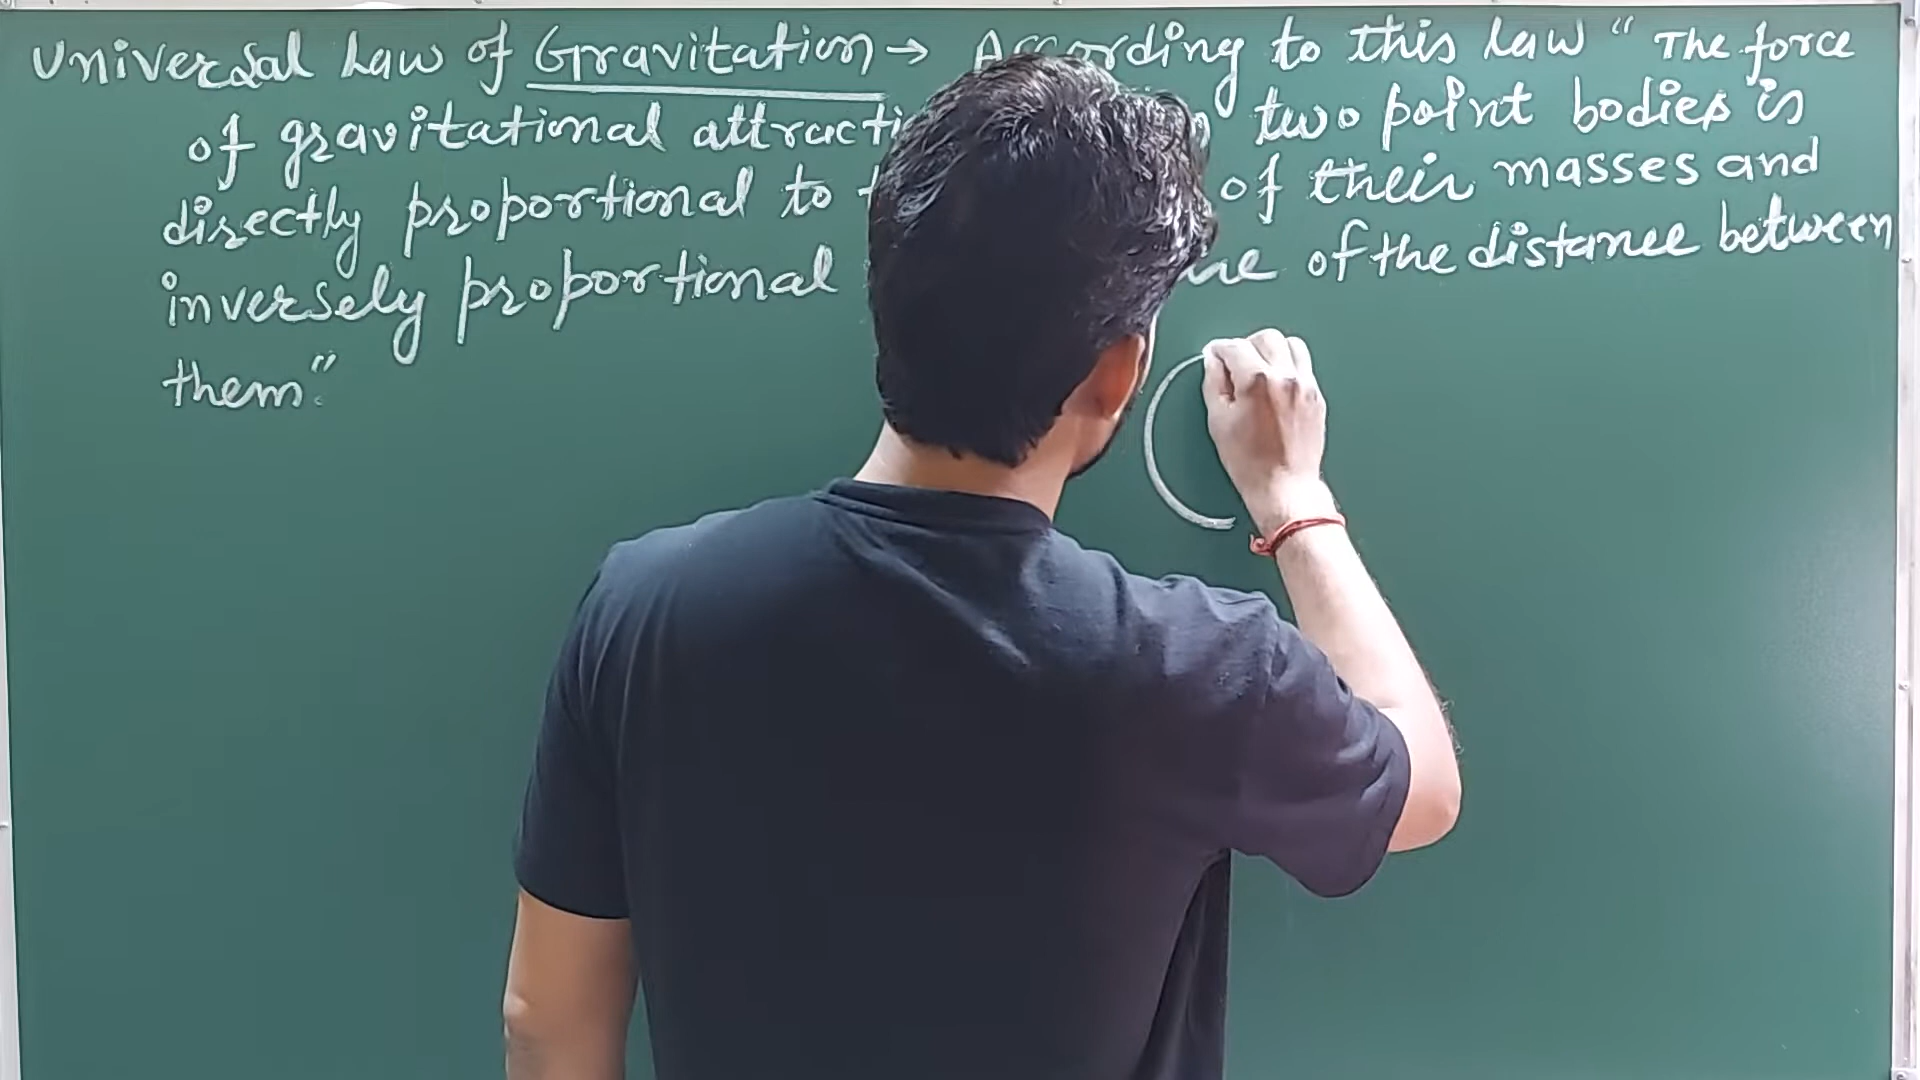 Universal Law of Gravitation → According to this law “ The force
of gravitational two point bodies is
directly proportional to of their masses and
inversely proportional of the distance between
them”